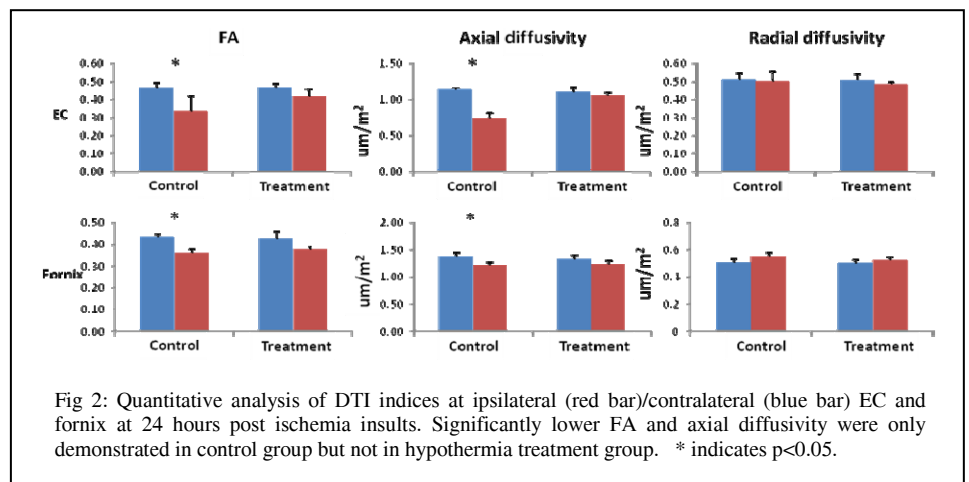 FA
Axial diffusivity
Radial diffusivity
EC
0.60
0.50
0.40
0.30
0.20
0.10
0.00
*
Control
Treatment
um/m²
1.50
1.00
0.50
0.00
*
Control
Treatment
um/m²
0.60
0.50
0.40
0.30
0.20
0.10
0.00
Control
Treatment
Fornix
0.50
0.40
0.30
0.20
0.10
0.00
*
Control
Treatment
um/m²
2.00
1.50
1.00
0.50
0.00
*
Control
Treatment
um/m²
0.8
0.2
0
Control
Treatment
Fig 2: Quantitative analysis of DTI indices at ipsilateral (red bar)/contralateral (blue bar) EC and
fornix at 24 hours post ischemia insults. Significantly lower FA and axial diffusivity were only
demonstrated in control group but not in hypothermia treatment group. * indicates p<0.05.